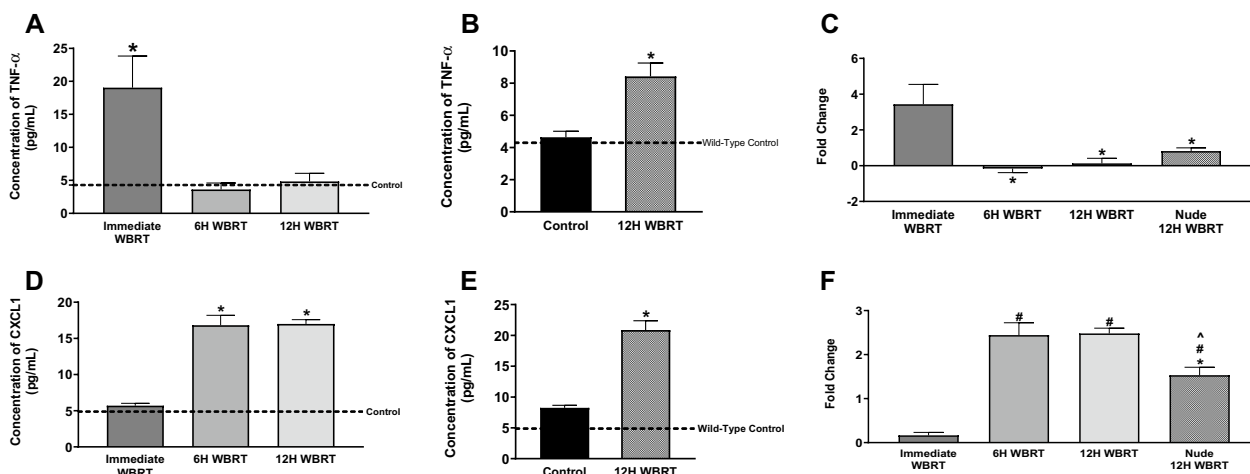 A
Concentration of TNF-α
(pg/mL)
25
20
15
10
5
0
*
Control
Immediate
WBRT
6H WBRT
12H WBRT
B
Concentration of TNF-α
(pg/mL)
10
8
6
4
2
0
*
Wild-Type Control
Control
12H WBRT
C
Fold Change
6
4
2
0
-2
*
*
*
Immediate
WBRT
6H WBRT
12H WBRT
Nude
12H WBRT
D
Concentration of CXCL1
(pg/mL)
20
15
10
5
0
*
*
Control
Immediate
WBRT
6H WBRT
12H WBRT
E
Concentration of CXCL1
(pg/mL)
25
20
15
10
5
0
*
Wild-Type Control
Control
12H WBRT
F
Fold Change
3
2
1
0
#
#
^
#
*
Immediate
WBRT
6H WBRT
12H WBRT
Nude
12H WBRT